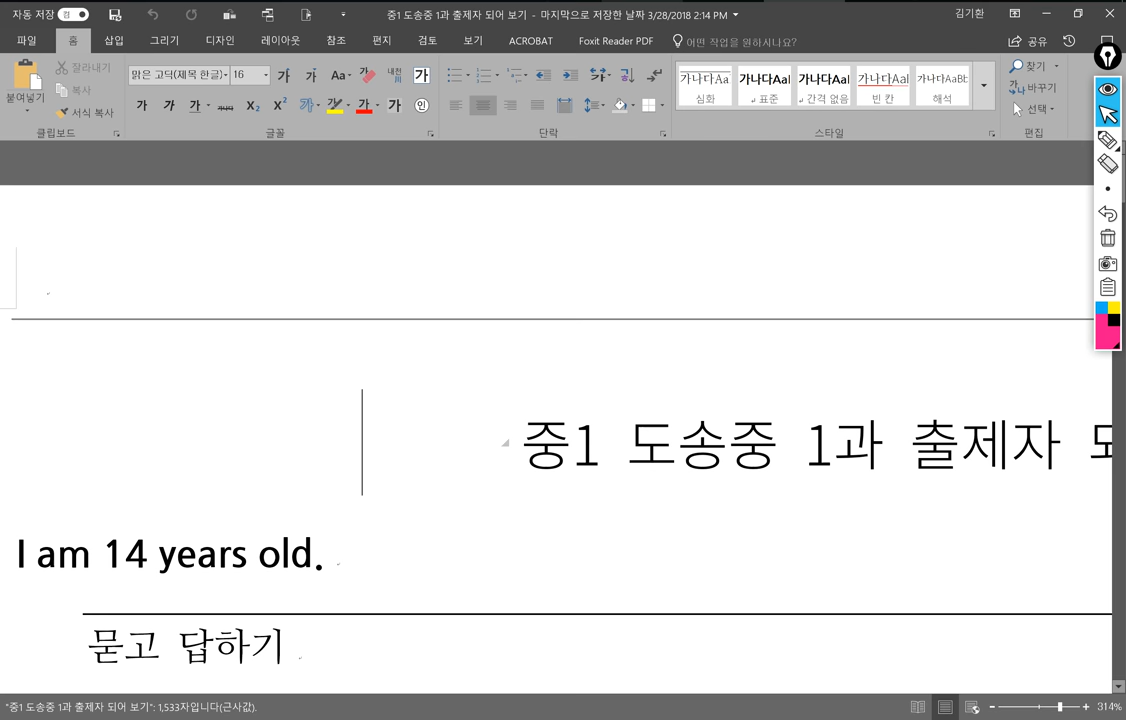 자동 저장 컴
중1 도송중 1과 출제자 되어 보기 - 마지막으로 저장한 날짜 3/28/2018 2:14 PM
김기환
파일 홈 삽입 그리기 디자인 레이아웃 참조 편지 검토 보기 ACROBAT Foxit Reader PDF 어떤 작업을 원하시나요? 공유
붙여넣기
잘라내기
복사
서식 복사
클립보드
맑은 고딕(제목 한글) 16
글꼴
단락
가나다Aa 심화
가나다AaI 표준
가나다AaI 간격 없음
가나다AaI 빈 칸
가나다AaBb 해석
스타일
찾기
바꾸기
선택
편집
중1 도송중 1과 출제자
I am 14 years old.
묻고 답하기
"중1 도송중 1과 출제자 되어 보기": 1,533자입니다(근사값).
314%